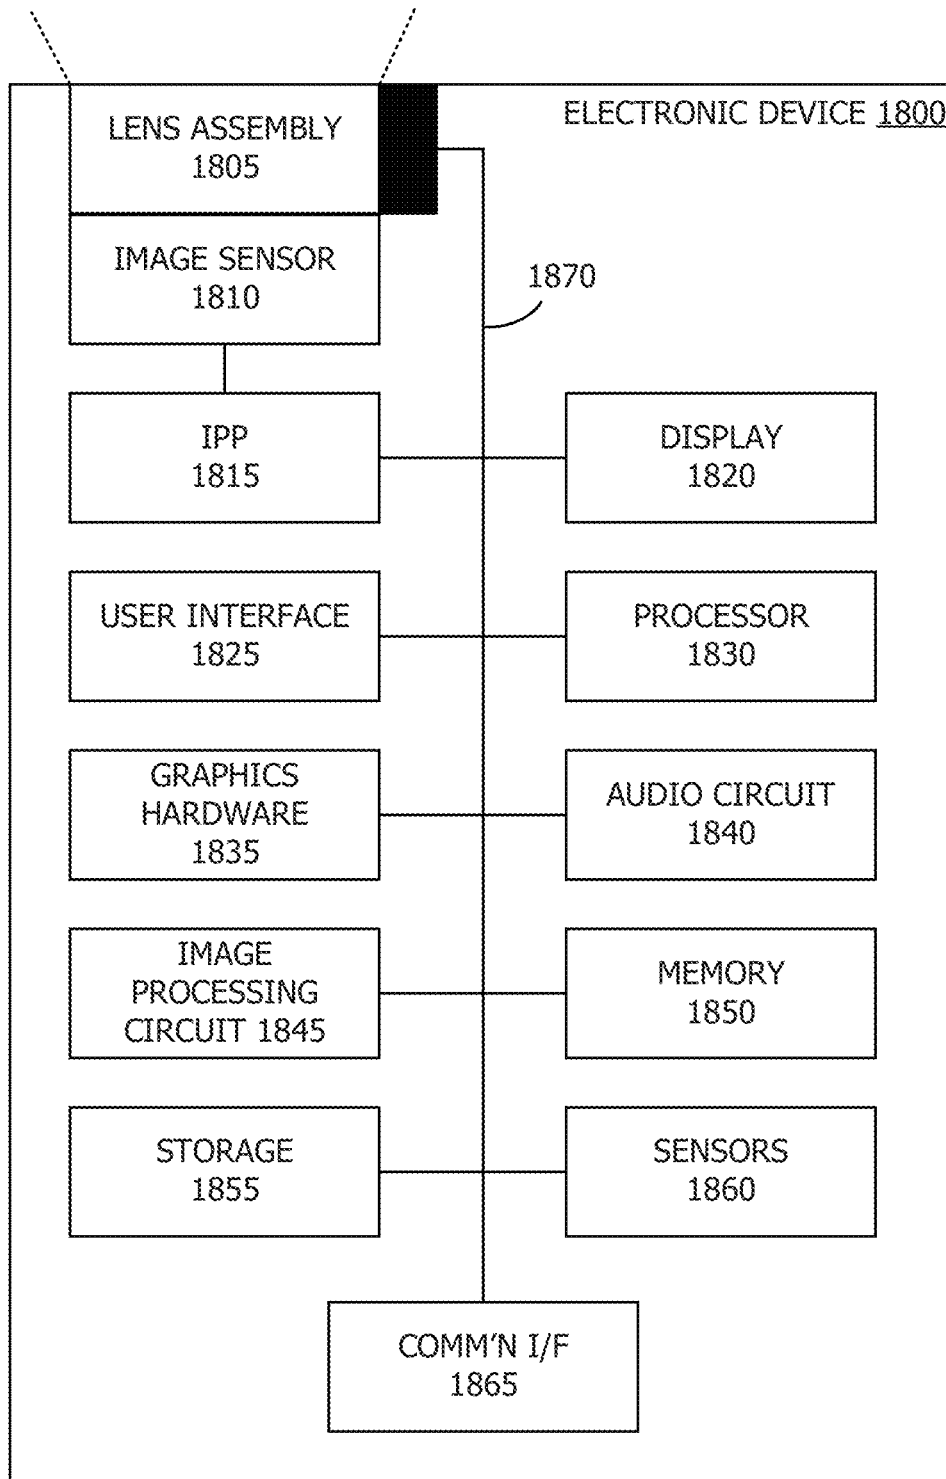 ELECTRONIC DEVICE 1800
LENS ASSEMBLY
1805
IMAGE SENSOR
1810
1870
IPP
1815
DISPLAY
1820
USER INTERFACE
1825
PROCESSOR
1830
GRAPHICS
HARDWARE
1835
AUDIO CIRCUIT
1840
IMAGE
PROCESSING
CIRCUIT 1845
MEMORY
1850
STORAGE
1855
SENSORS
1860
COMM'N I/F
1865